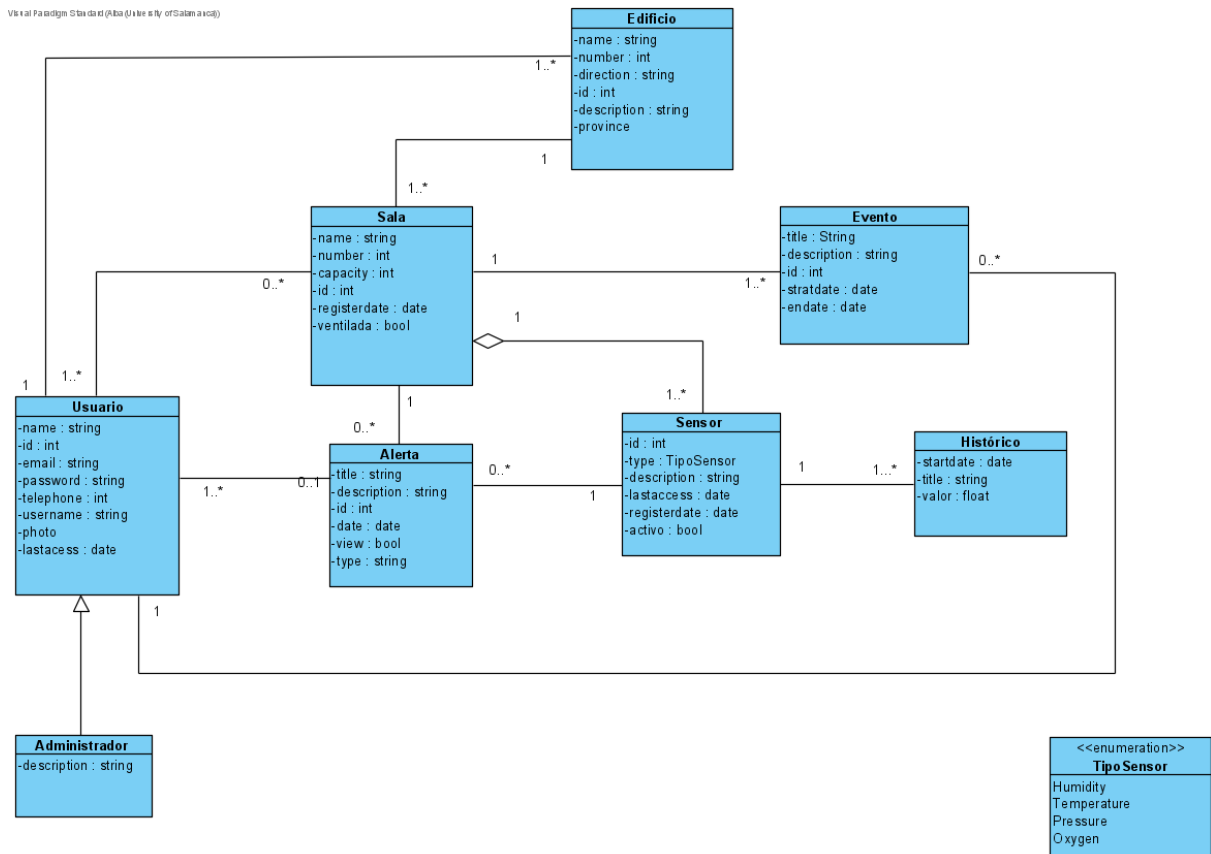 Visual Paradigm Standard (Alba (University of Salamanca))
Edificio
-name : string
-number : int
-direction : string
-id : int
-description : string
-province
1..*
1
1..*
Sala
-name : string
-number : int
-capacity : int
-id : int
-registerdate : date
-ventilada : bool
Evento
-title : String
-description : string
-id : int
-stratdate : date
-endate : date
1
1..*
0..*
0..*
1..*
1
1
1..*
1
0..*
Usuario
-name : string
-id : int
-email : string
-password : string
-telephone : int
-username : string
-photo
-lastacess : date
1..*
0..1
Alerta
-title : string
-description : string
-id : int
-date : date
-view : bool
-type : string
0..*
1
Sensor
-id : int
-type : TipoSensor
-description : string
-lastaccess : date
-registerdate : date
-activo : bool
1
1...*
Histórico
-startdate : date
-title : string
-valor : float
1
Administrador
-description : string
<<enumeration>>
TipoSensor
Humidity
Temperature
Pressure
Oxygen